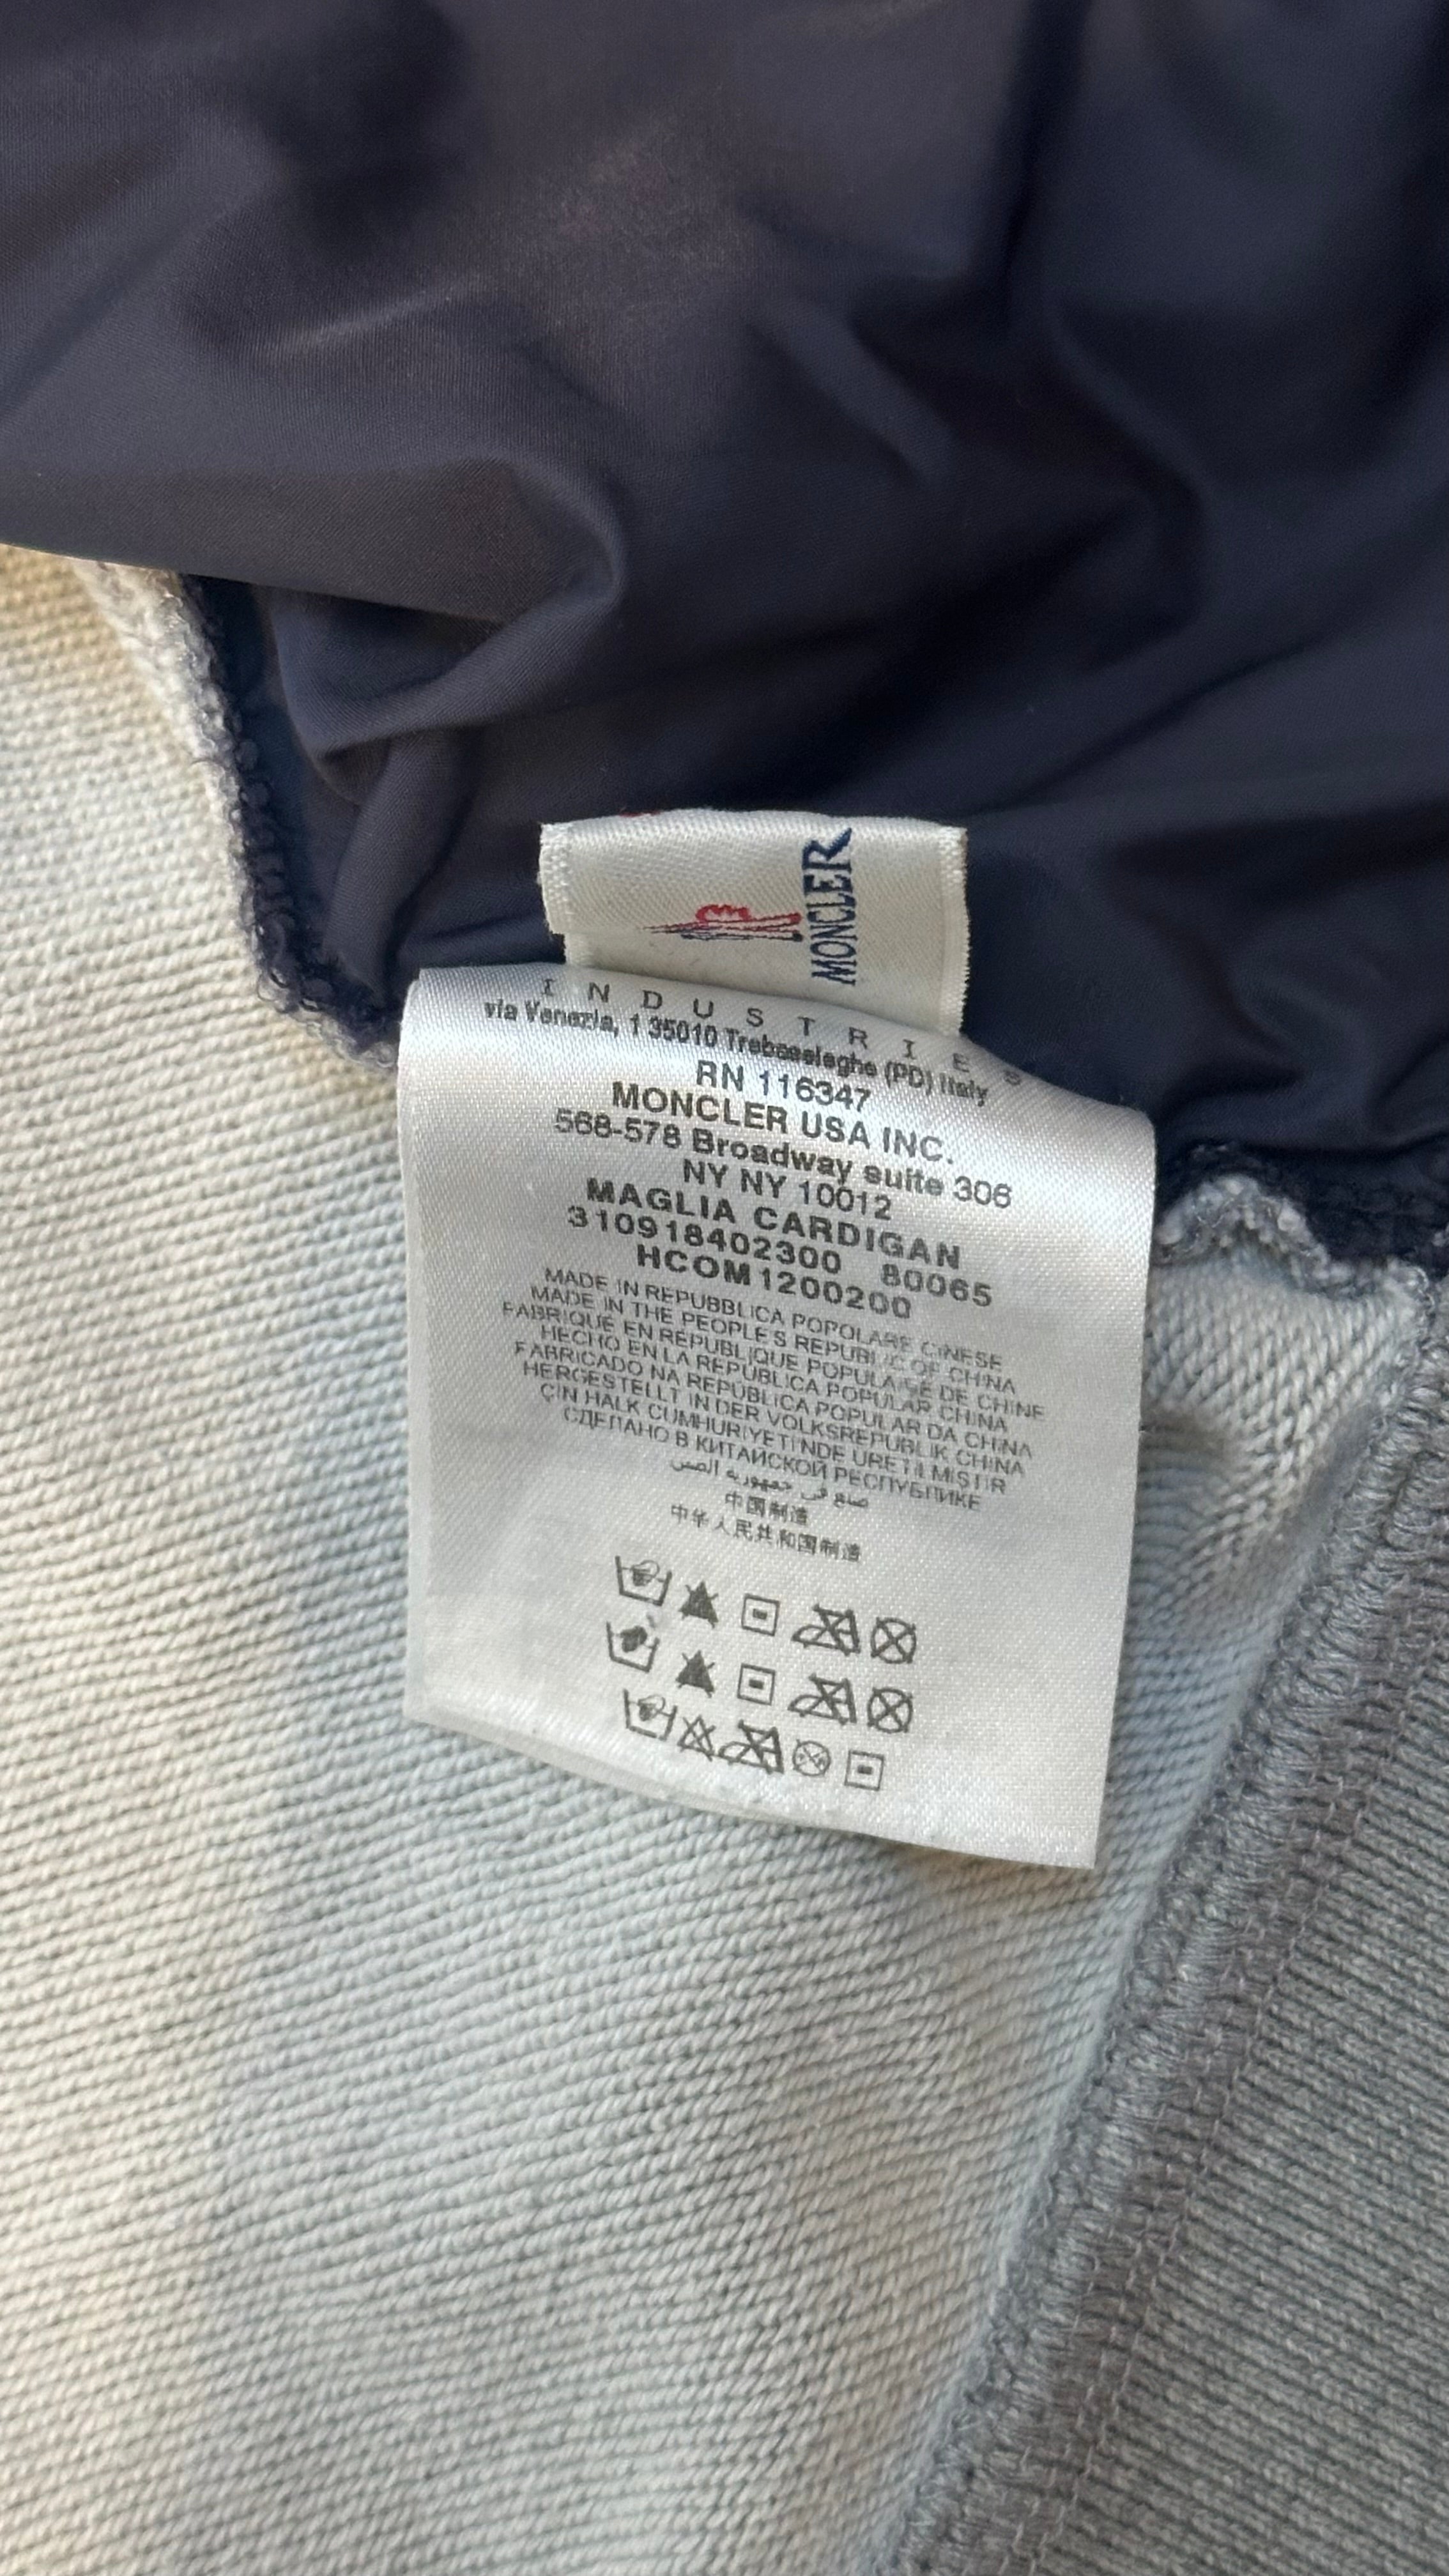 MONCLER
INDUSTRIES
via Venezia, 1 35010 Trebaseleghe (PD) Italy
RN 116347
MONCLER USA INC.
568-578 Broadway suite 306
NY NY 10012
MAGLIA CARDIGAN
310918402300 80065
HCOM1200200
MADE IN REPUBBLICA POPOLARE CINESE
MADE IN THE PEOPLE'S REPUBLIC OF CHINA
FABRIQUÉ EN RÉPUBLIQUE POPULAIRE DE CHINE
HECHO EN LA REPÚBLICA POPULAR CHINA
FABRICADO NA REPÚBLICA POPULAR DA CHINA
HERGESTELLT IN DER VOLKSREPUBLIK CHINA
ÇIN HALK CUMHURIYETI'NDE URETILMIŞTIR
СДЕЛАНО В КИТАЙСКОЙ РЕСПУБЛИКЕ
صنع في جمهورية الصين
中国制造
中华人民共和国制造